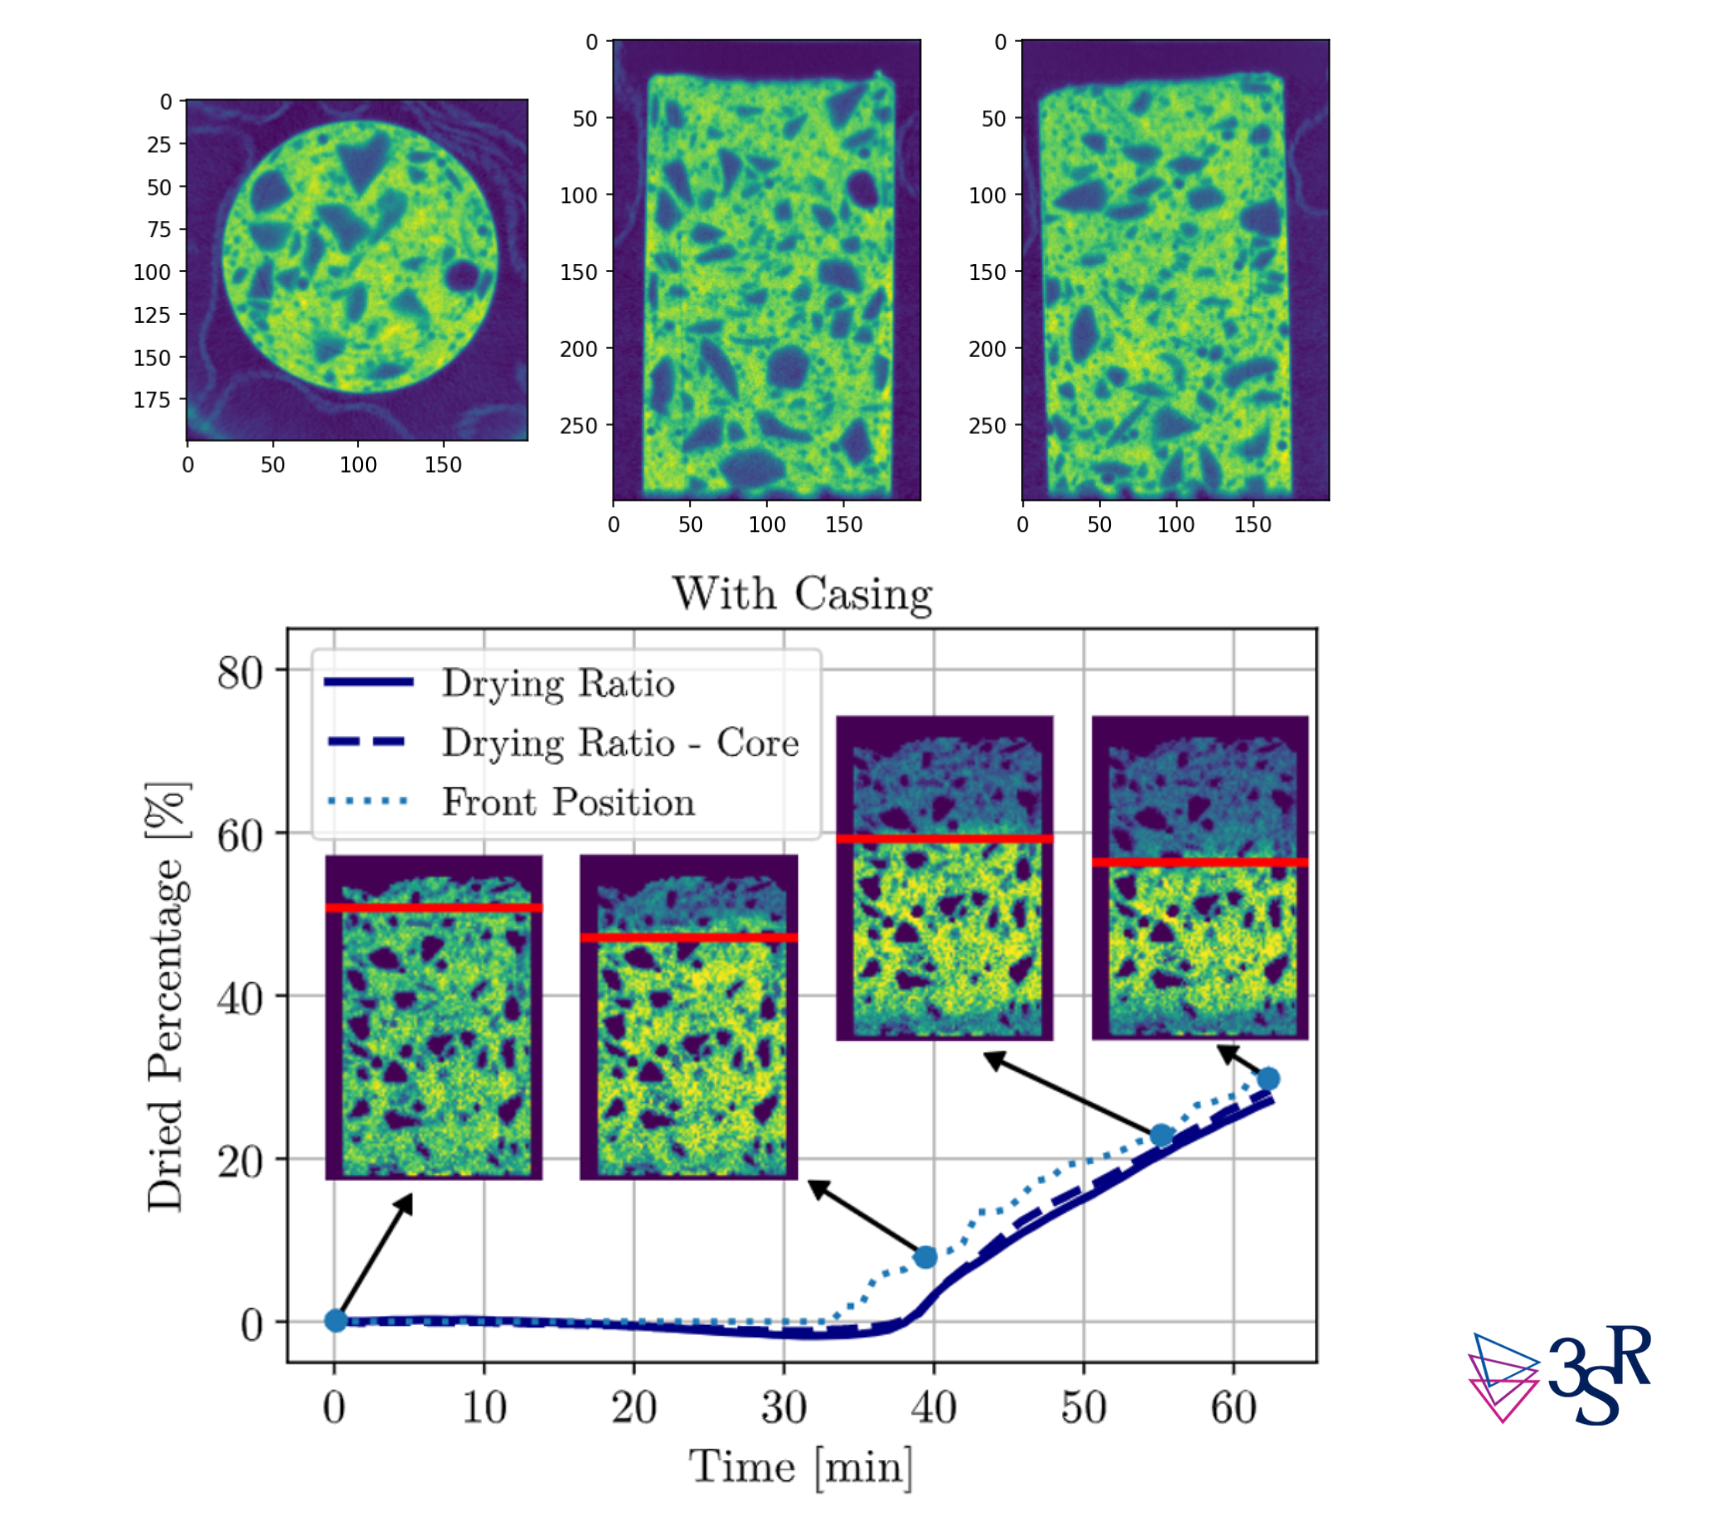 0
25
50
75
100
125
150
175
0 50 100 150
0
50
100
150
200
250
0 50 100 150
0
50
100
150
200
250
0 50 100 150
With Casing
Drying Ratio
Drying Ratio - Core
Front Position
Dried Percentage [%]
80
60
40
20
0
0 10 20 30 40 50 60
Time [min]
3SR